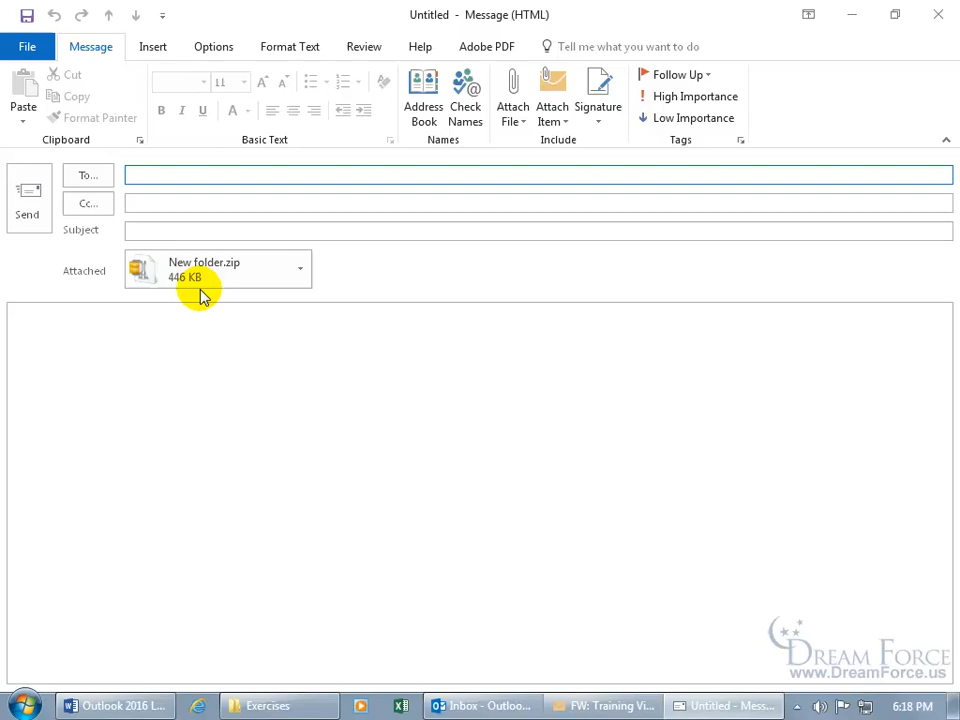 Untitled - Message (HTML)
File Message Insert Options Format Text Review Help Adobe PDF Tell me what you want to do
Paste
Cut
Copy
Format Painter
Clipboard
11
B I U A
Basic Text
Address Book
Check Names
Names
Attach File
Attach Item
Signature
Include
Follow Up
High Importance
Low Importance
Tags
Send
To...
Cc...
Subject
Attached
New folder.zip
446 KB
DREAM FORCE
www.DreamForce.us
Outlook 2016 L... Exercises Inbox - Outloo... FW: Training Vi... Untitled - Mess... 6:18 PM